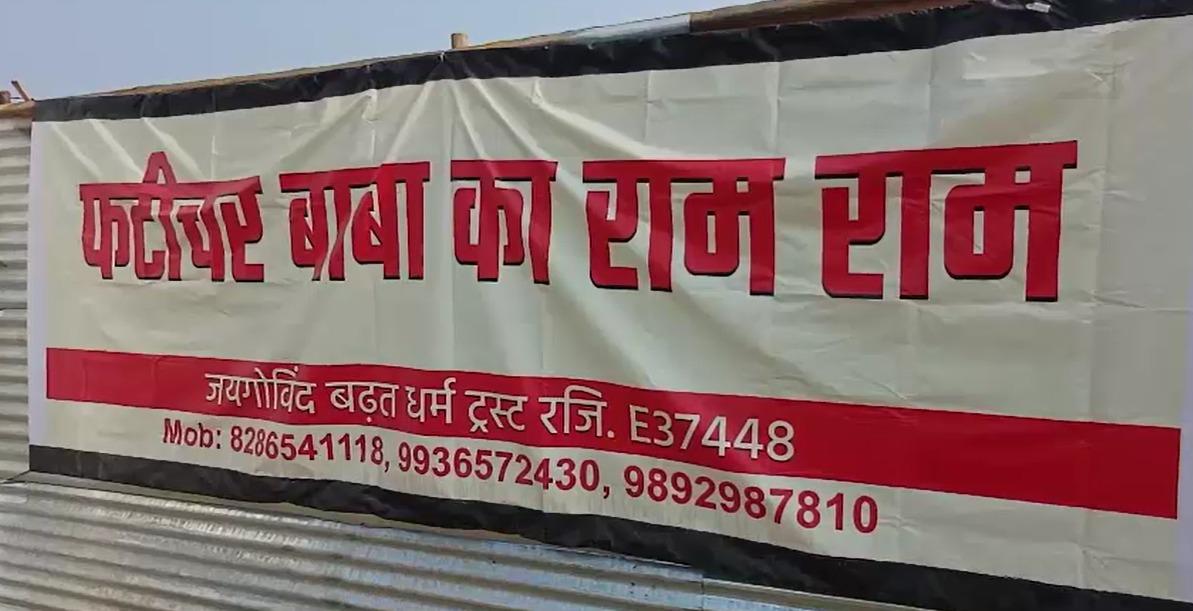 फटीचर बाबा का राम राम
जयगोविंद बढ़त धर्म ट्रस्ट रजि. E37448
Mob: 8286541118, 9936572430, 9892987810